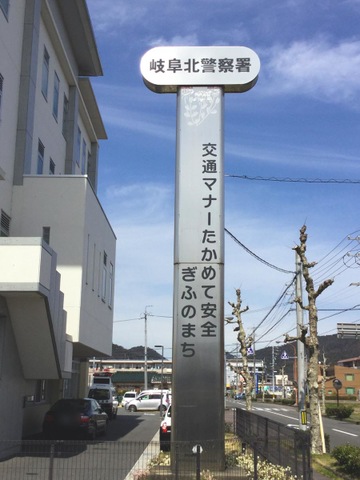 岐阜北警察署
交通マナーたかめて安全
ぎふのまち